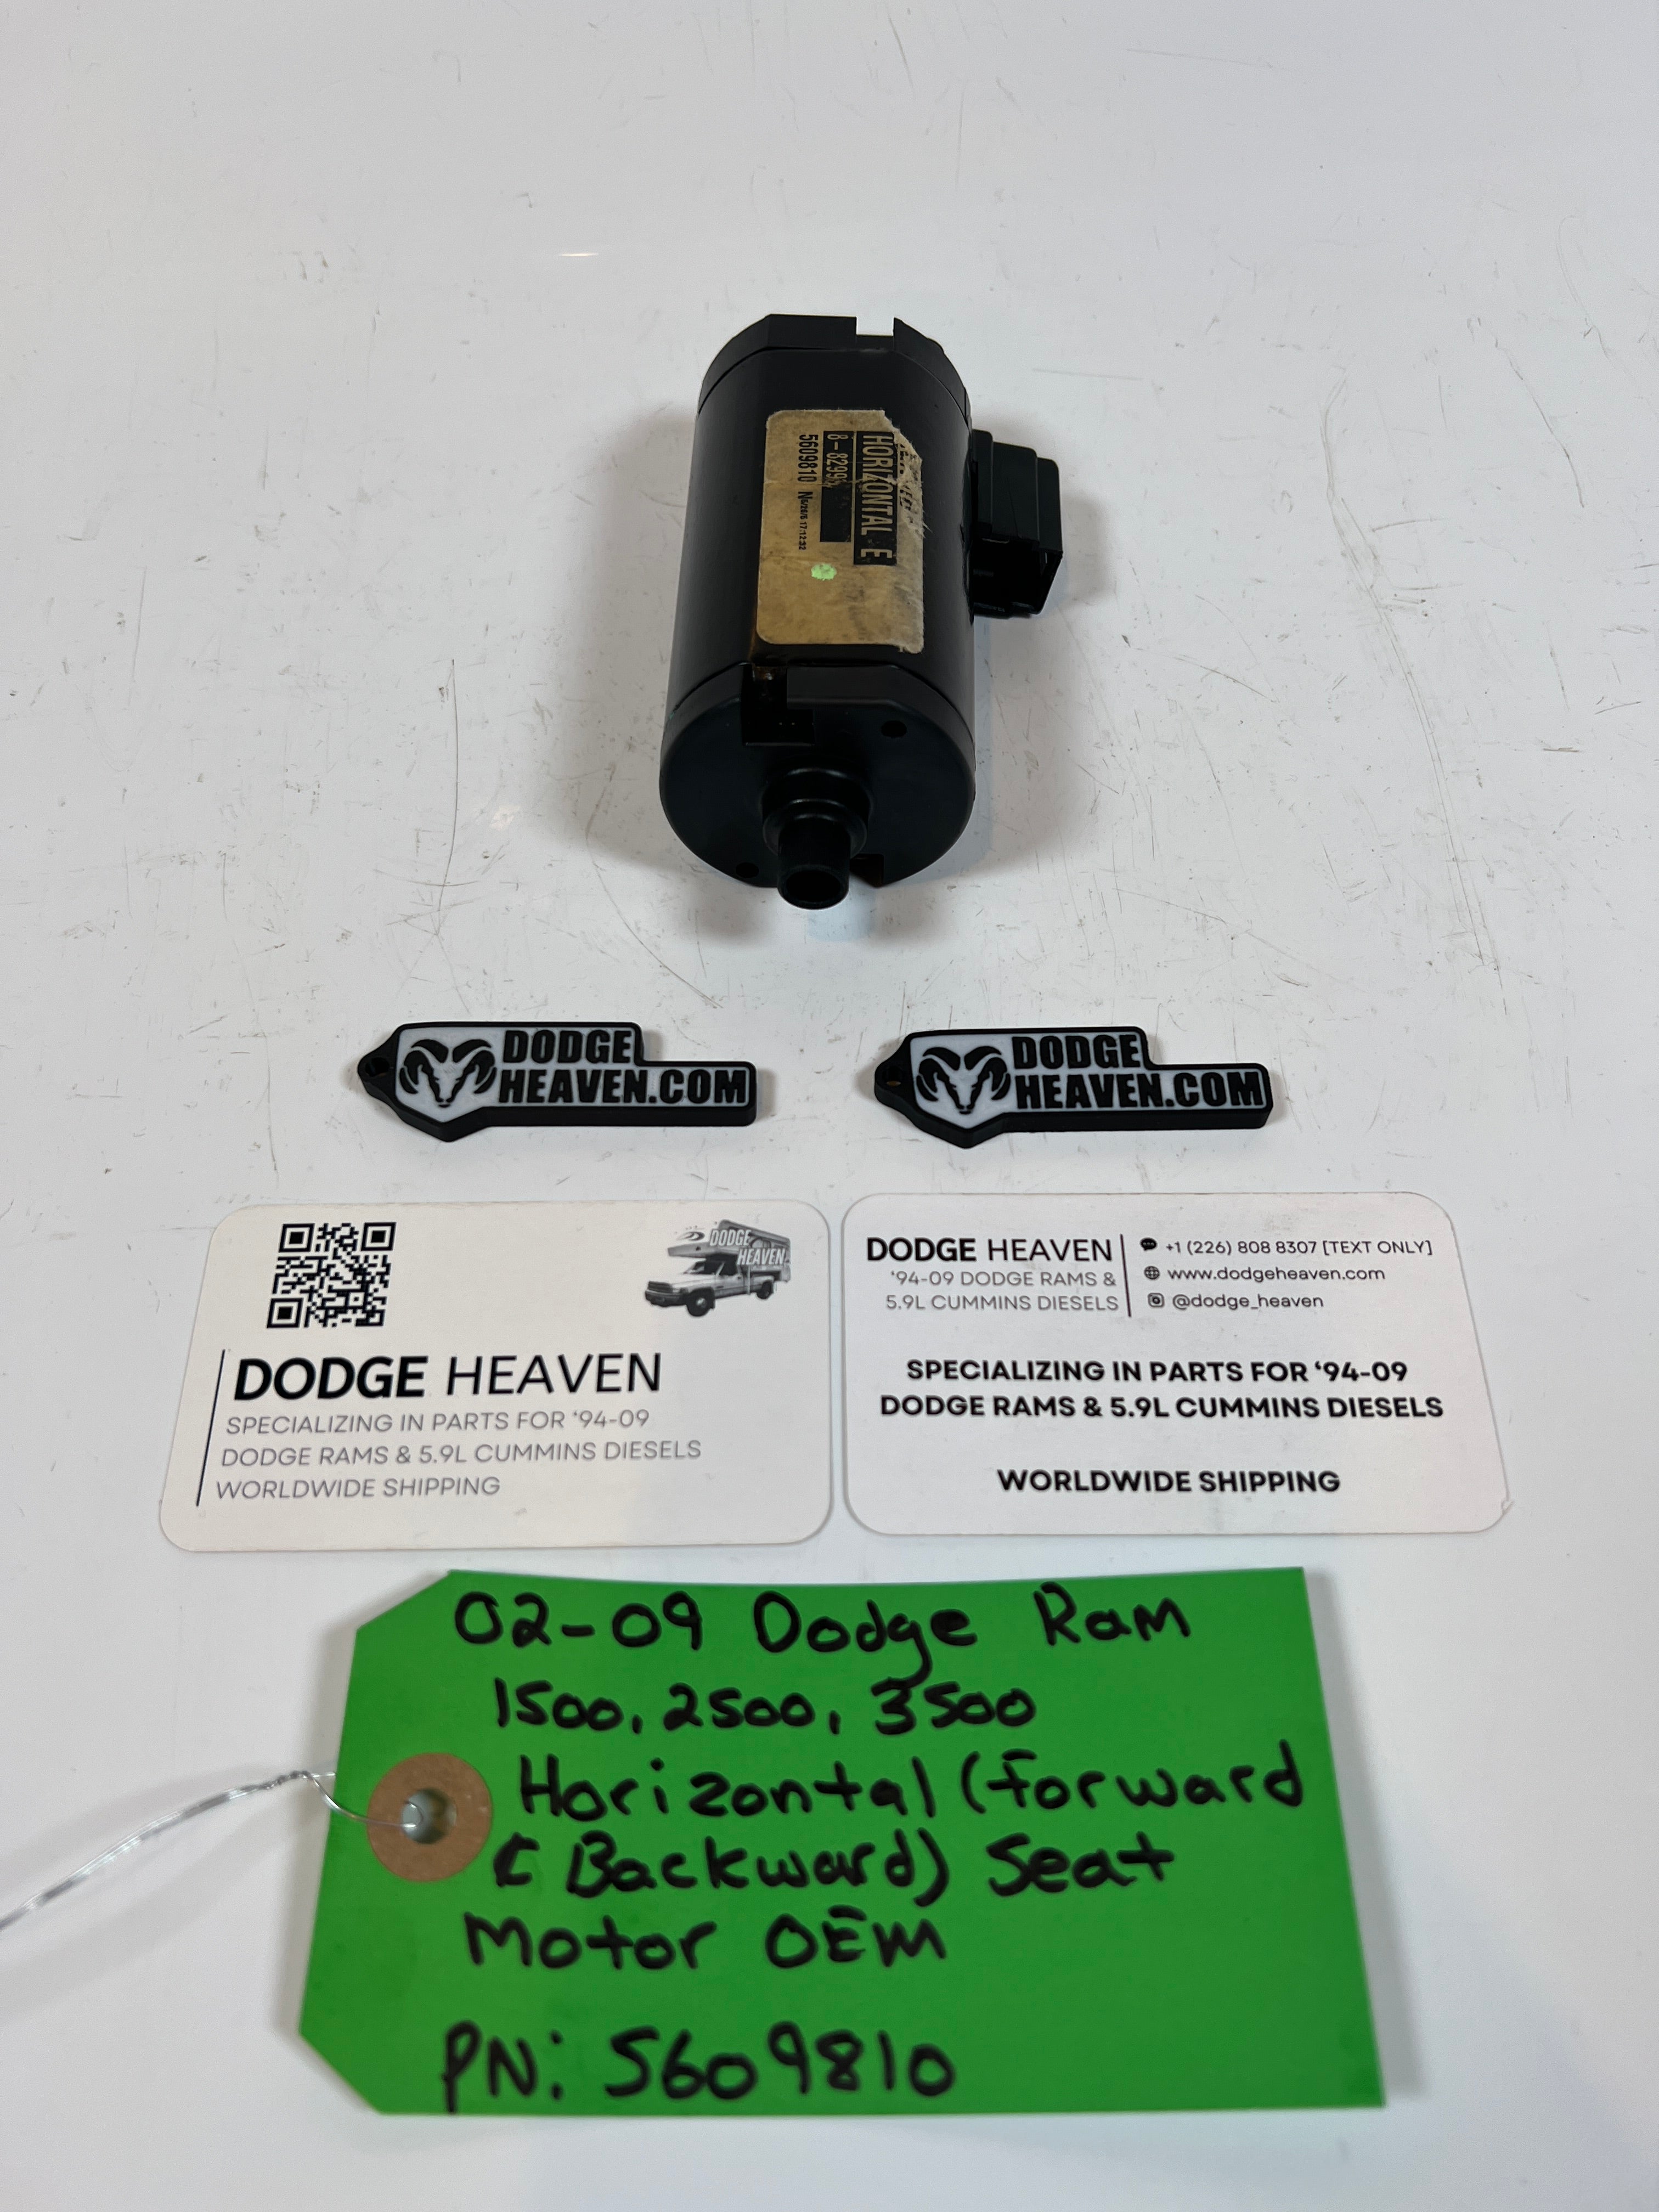 HORIZONTAL E
5609810 N
DODGE
HEAVEN.COM
DODGE
HEAVEN.COM
DODGE
HEAVEN
DODGE HEAVEN
SPECIALIZING IN PARTS FOR ‘94-09
DODGE RAMS & 5.9L CUMMINS DIESELS
WORLDWIDE SHIPPING
DODGE HEAVEN
‘94-09 DODGE RAMS &
5.9L CUMMINS DIESELS
+1 (226) 808 8307 [TEXT ONLY]
www.dodgeheaven.com
@dodge_heaven
SPECIALIZING IN PARTS FOR ‘94-09
DODGE RAMS & 5.9L CUMMINS DIESELS
WORLDWIDE SHIPPING
02-09 Dodge Ram
1500, 2500, 3500
Horizontal (forward
& Backward) Seat
Motor OEM
PN: 5609810